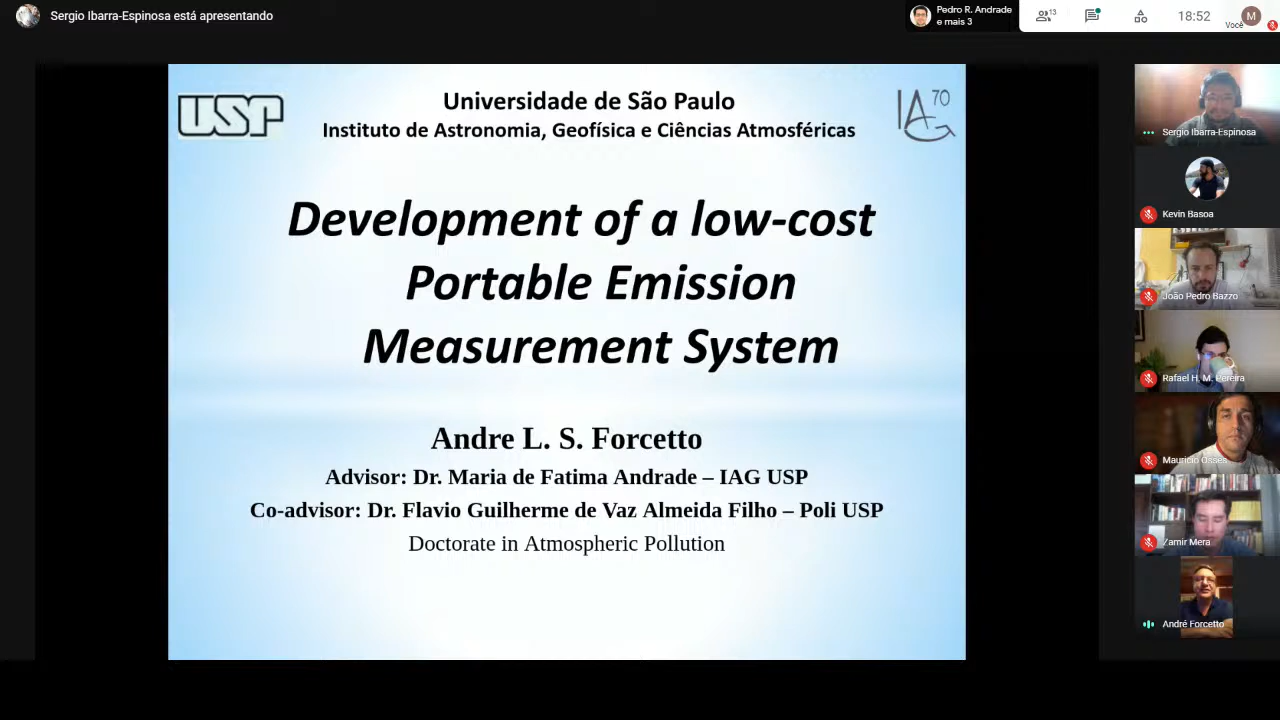 Sergio Ibarra-Espinosa está apresentando
Pedro R. Andrade
e mais 3
13
18:52
Você
M
USP
Universidade de São Paulo
Instituto de Astronomia, Geofísica e Ciências Atmosféricas
IAG 70
Development of a low-cost
Portable Emission
Measurement System
Andre L. S. Forcetto
Advisor: Dr. Maria de Fatima Andrade – IAG USP
Co-advisor: Dr. Flavio Guilherme de Vaz Almeida Filho – Poli USP
Doctorate in Atmospheric Pollution
Sergio Ibarra-Espinosa
Kevin Basoa
João Pedro Bazzo
Rafael H. M. Pereira
Mauricio Osses
Zamir Mera
André Forcetto